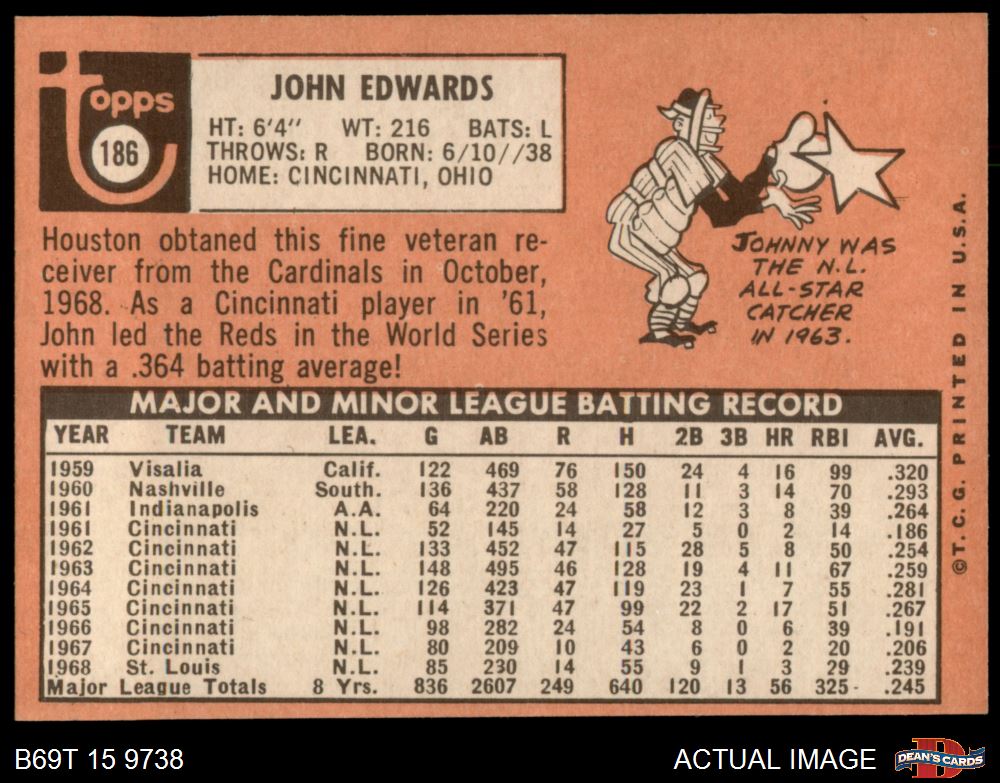 Topps
186
JOHN EDWARDS
HT: 6'4" WT: 216 BATS: L
THROWS: R BORN: 6/10//38
HOME: CINCINNATI, OHIO
Houston obtaned this fine veteran re-
ceiver from the Cardinals in October,
1968. As a Cincinnati player in '61,
John led the Reds in the World Series
with a .364 batting average!
JOHNNY WAS
THE N.L.
ALL-STAR
CATCHER
IN 1963.
MAJOR AND MINOR LEAGUE BATTING RECORD
YEAR TEAM LEA. G AB R H 2B 3B HR RBI AVG.
1959 Visalia Calif. 122 469 76 150 24 4 16 99 .320
1960 Nashville South. 136 437 58 128 11 3 14 70 .293
1961 Indianapolis A.A. 64 220 24 58 12 3 8 39 .264
1961 Cincinnati N.L. 52 145 14 27 5 0 2 14 .186
1962 Cincinnati N.L. 133 452 47 115 28 5 8 50 .254
1963 Cincinnati N.L. 148 495 46 128 19 4 11 67 .259
1964 Cincinnati N.L. 126 423 47 119 23 1 7 55 .281
1965 Cincinnati N.L. 114 371 47 99 22 2 17 51 .267
1966 Cincinnati N.L. 98 282 24 54 8 0 6 39 .191
1967 Cincinnati N.L. 80 209 10 43 6 0 2 20 .206
1968 St. Louis N.L. 85 230 14 55 9 1 3 29 .239
Major League Totals 8 Yrs. 836 2607 249 640 120 13 56 325 .245
©T.C.G. PRINTED IN U.S.A.
B69T 15 9738
ACTUAL IMAGE
DEAN'S CARDS